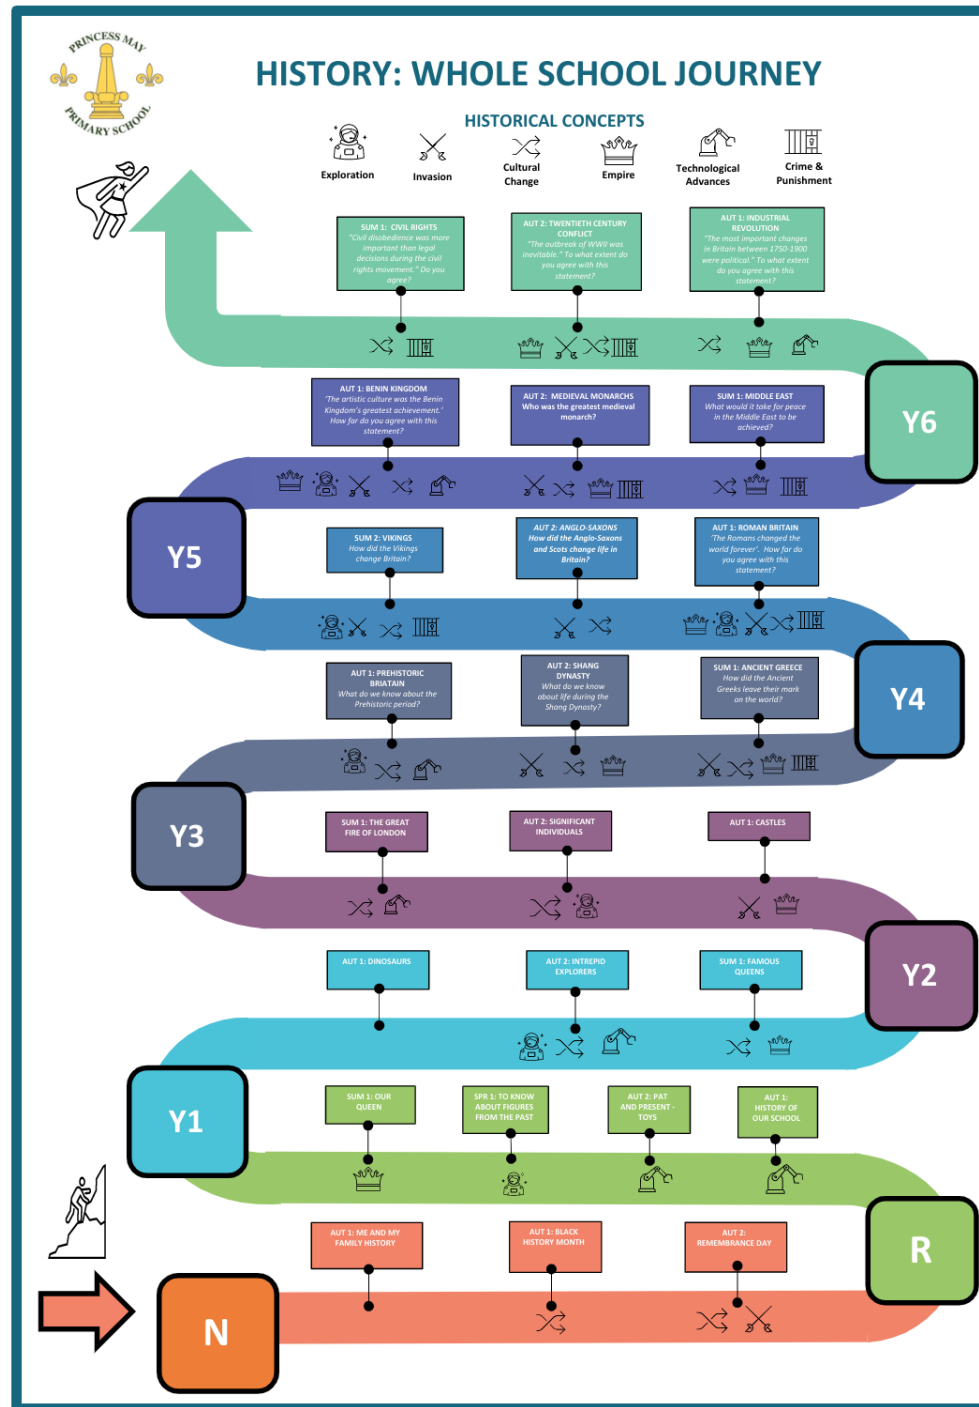 PRINCESS MAY
PRIMARY SCHOOL
HISTORY: WHOLE SCHOOL JOURNEY
HISTORICAL CONCEPTS
Exploration
Invasion
Cultural
Change
Empire
Technological
Advances
Crime &
Punishment
SUM 1: CIVIL RIGHTS
"Civil disobedience was more
important than legal
decisions during the civil
rights movement." Do you
agree?
AUT 2: TWENTIETH CENTURY
CONFLICT
"The outbreak of WWII was
inevitable." To what extent do
you agree with this
statement?
AUT 1: INDUSTRIAL
REVOLUTION
"The most important changes
in Britain between 1750-1900
were political." To what extent
do you agree with this
statement?
Y6
AUT 1: BENIN KINGDOM
'The artistic culture was the Benin
Kingdom's greatest achievement.'
How far do you agree with this
statement?
AUT 2: MEDIEVAL MONARCHS
Who was the greatest medieval
monarch?
SUM 1: MIDDLE EAST
What would it take for peace
in the Middle East to be
achieved?
Y5
SUM 2: VIKINGS
How did the Vikings
change Britain?
AUT 2: ANGLO-SAXONS
How did the Anglo-Saxons
and Scots change life in
Britain?
AUT 1: ROMAN BRITAIN
'The Romans changed the
world forever'. How far do
you agree with this
statement?
Y4
AUT 1: PREHISTORIC
BRIATAIN
What do we know about the
Prehistoric period?
AUT 2: SHANG
DYNASTY
What do we know
about life during the
Shang Dynasty?
SUM 1: ANCIENT GREECE
How did the Ancient
Greeks leave their mark
on the world?
Y3
SUM 1: THE GREAT
FIRE OF LONDON
AUT 2: SIGNIFICANT
INDIVIDUALS
AUT 1: CASTLES
Y2
AUT 1: DINOSAURS
AUT 2: INTREPID
EXPLORERS
SUM 1: FAMOUS
QUEENS
Y1
SUM 1: OUR
QUEEN
SPR 1: TO KNOW
ABOUT FIGURES
FROM THE PAST
AUT 2: PAT
AND PRESENT -
TOYS
AUT 1:
HISTORY OF
OUR SCHOOL
R
AUT 1: ME AND MY
FAMILY HISTORY
AUT 1: BLACK
HISTORY MONTH
AUT 2:
REMEMBRANCE DAY
N